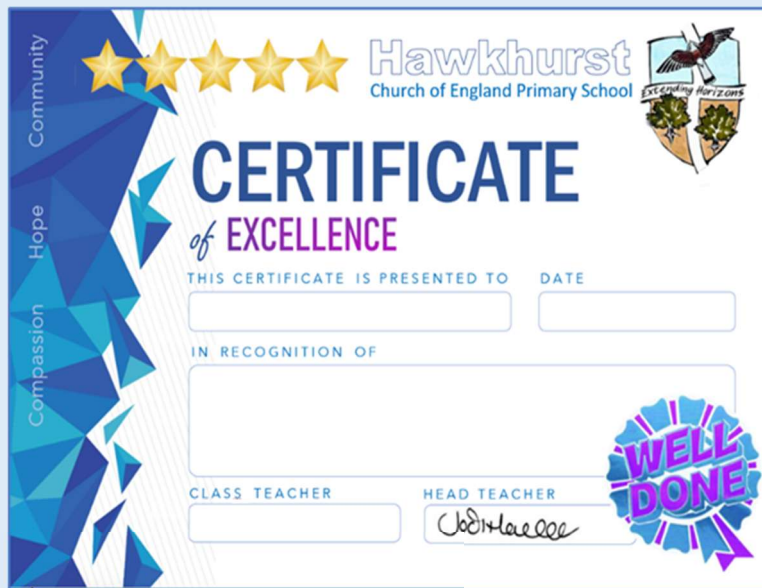 Community
Hope
Compassion
Hawkhurst
Church of England Primary School
Extending Horizons
CERTIFICATE
of EXCELLENCE
THIS CERTIFICATE IS PRESENTED TO
DATE
IN RECOGNITION OF
CLASS TEACHER
HEAD TEACHER
WELL
DONE